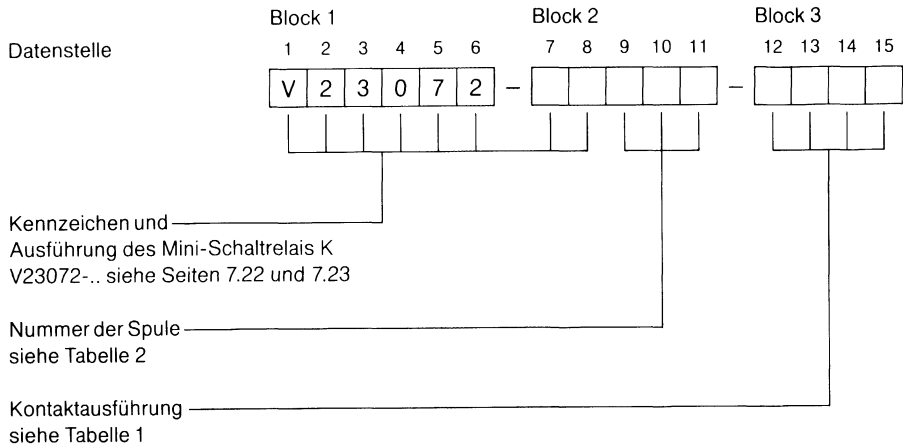 Block 1 Block 2 Block 3
Datenstelle 1 2 3 4 5 6 7 8 9 10 11 12 13 14 15
V 2 3 0 7 2 – –
Kennzeichen und
Ausführung des Mini-Schaltrelais K
V23072-.. siehe Seiten 7.22 und 7.23
Nummer der Spule
siehe Tabelle 2
Kontaktausführung
siehe Tabelle 1